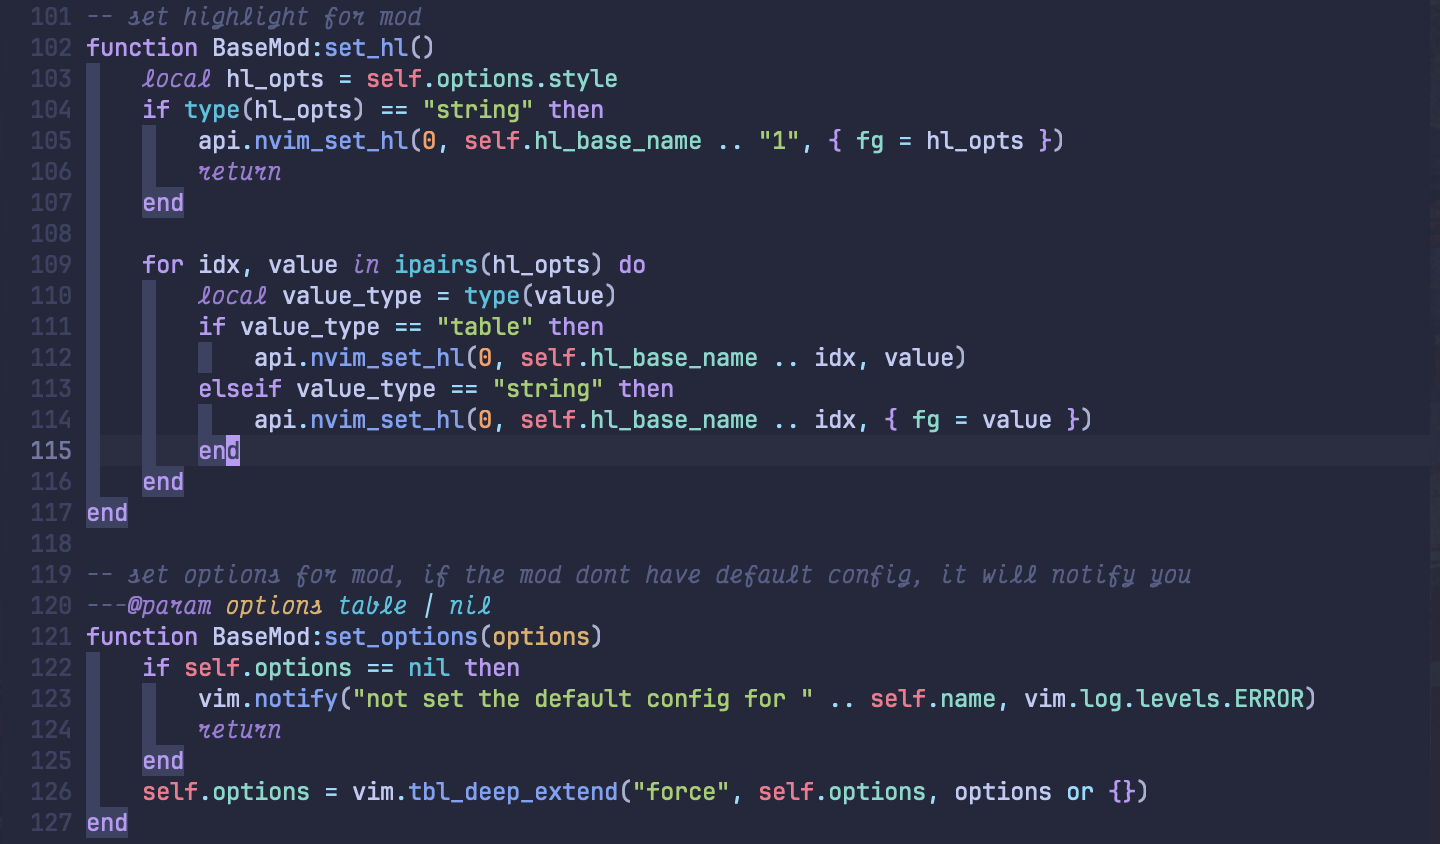 101 -- set highlight for mod
102 function BaseMod:set_hl()
103     local hl_opts = self.options.style
104     if type(hl_opts) == "string" then
105         api.nvim_set_hl(0, self.hl_base_name .. "1", { fg = hl_opts })
106         return
107     end
108
109     for idx, value in ipairs(hl_opts) do
110         local value_type = type(value)
111         if value_type == "table" then
112             api.nvim_set_hl(0, self.hl_base_name .. idx, value)
113         elseif value_type == "string" then
114             api.nvim_set_hl(0, self.hl_base_name .. idx, { fg = value })
115         end
116     end
117 end
118
119 -- set options for mod, if the mod dont have default config, it will notify you
120 ---@param options table | nil
121 function BaseMod:set_options(options)
122     if self.options == nil then
123         vim.notify("not set the default config for " .. self.name, vim.log.levels.ERROR)
124         return
125     end
126     self.options = vim.tbl_deep_extend("force", self.options, options or {})
127 end